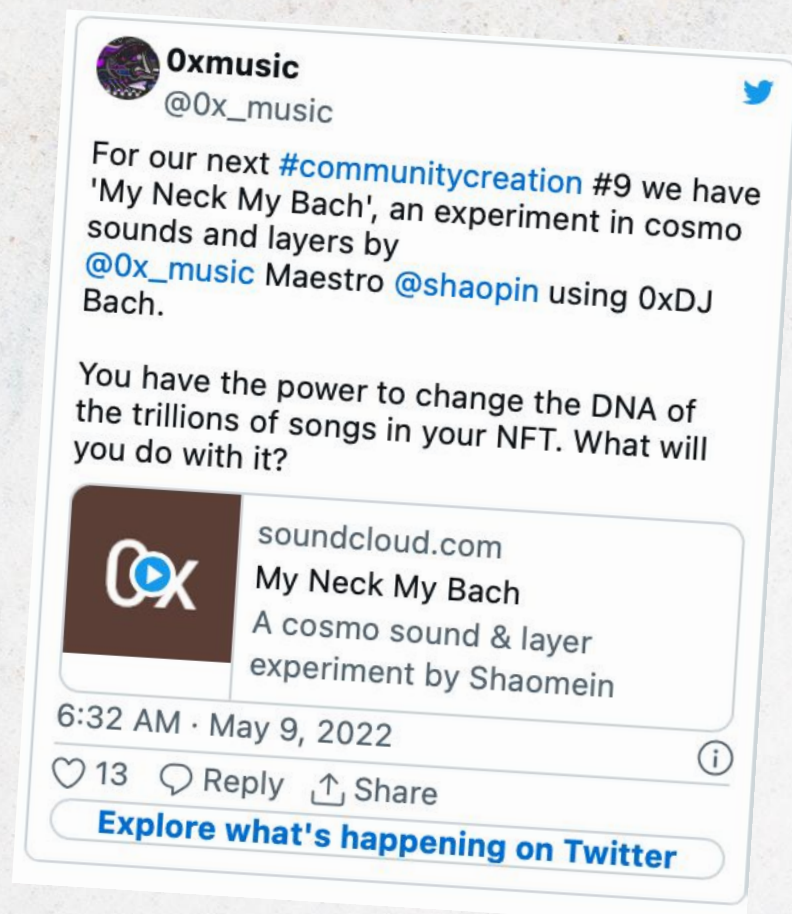 0xmusic
@0x_music
For our next #communitycreation #9 we have
'My Neck My Bach', an experiment in cosmo
sounds and layers by
@0x_music Maestro @shaopin using 0xDJ
Bach.
You have the power to change the DNA of
the trillions of songs in your NFT. What will
you do with it?
0x
soundcloud.com
My Neck My Bach
A cosmo sound & layer
experiment by Shaomein
6:32 AM · May 9, 2022
13 Reply Share
Explore what's happening on Twitter